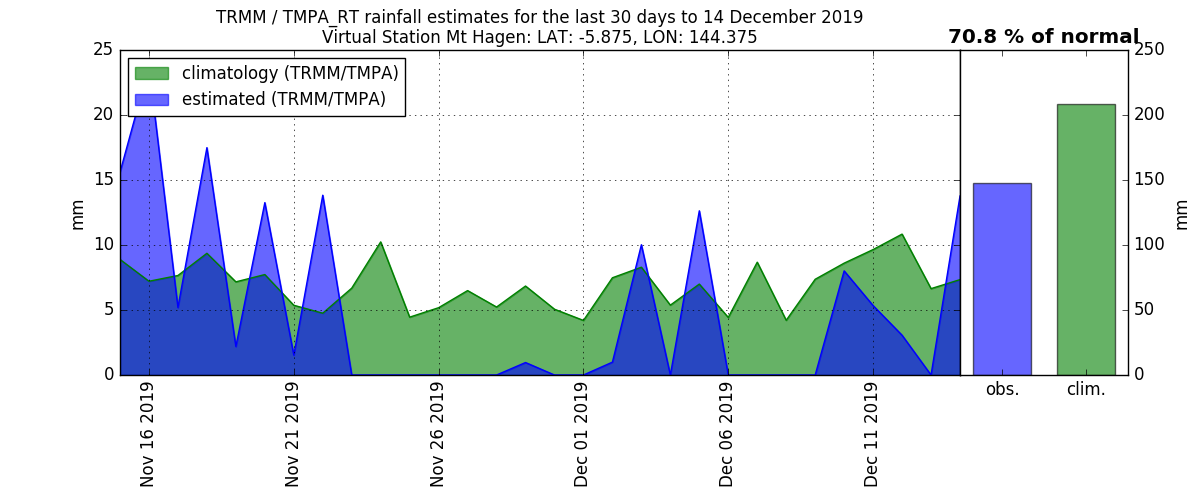 TRMM / TMPA_RT rainfall estimates for the last 30 days to 14 December 2019
Virtual Station Mt Hagen: LAT: -5.875, LON: 144.375
70.8 % of normal
climatology (TRMM/TMPA)
estimated (TRMM/TMPA)
25
20
15
10
5
0
mm
250
200
150
100
50
0
mm
Nov 16 2019
Nov 21 2019
Nov 26 2019
Dec 01 2019
Dec 06 2019
Dec 11 2019
obs.
clim.